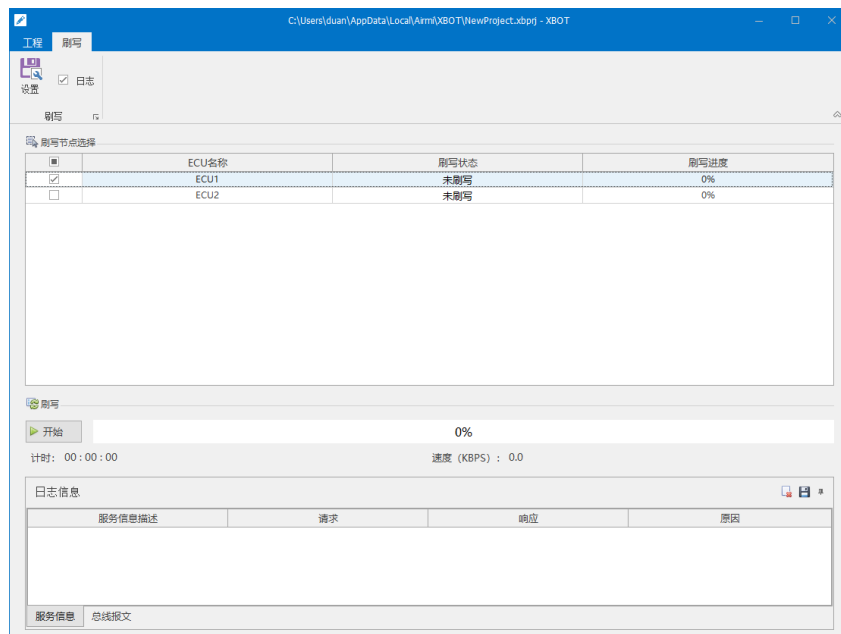 C:\Users\duan\AppData\Local\Airmi\XBOT\NewProject.xbprj - XBOT
工程 刷写
设置 日志
刷写
刷写节点选择
ECU名称 刷写状态 刷写进度
ECU1 未刷写 0%
ECU2 未刷写 0%
刷写
开始 0%
计时: 00:00:00 速度 (KBPS) : 0.0
日志信息
服务信息描述 请求 响应 原因
服务信息 总线报文